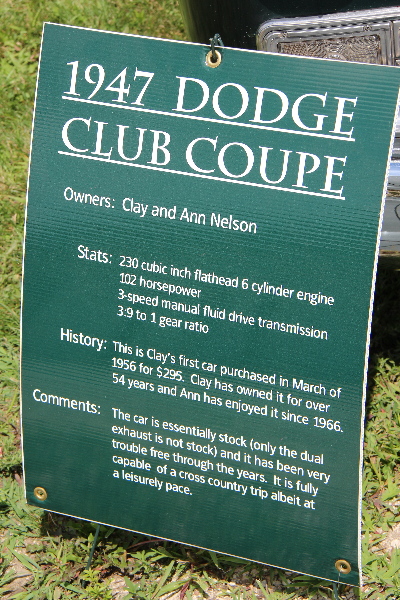 1947 DODGE
CLUB COUPE
Owners: Clay and Ann Nelson
Stats: 230 cubic inch flathead 6 cylinder engine
102 horsepower
3-speed manual fluid drive transmission
3:9 to 1 gear ratio
History: This is Clay's first car purchased in March of
1956 for $295. Clay has owned it for over
54 years and Ann has enjoyed it since 1966.
Comments: The car is essentially stock (only the dual
exhaust is not stock) and it has been very
trouble free through the years. It is fully
capable of a cross country trip albeit at
a leisurely pace.